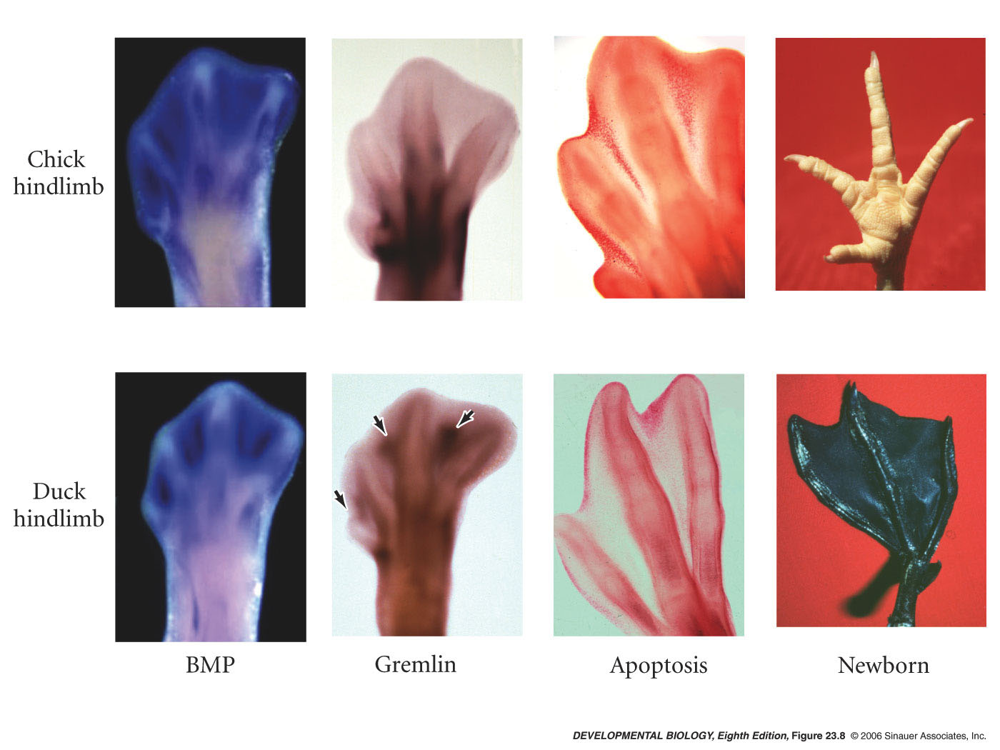 Chick
hindlimb
Duck
hindlimb
BMP
Gremlin
Apoptosis
Newborn
DEVELOPMENTAL BIOLOGY, Eighth Edition, Figure 23.8 © 2006 Sinauer Associates, Inc.